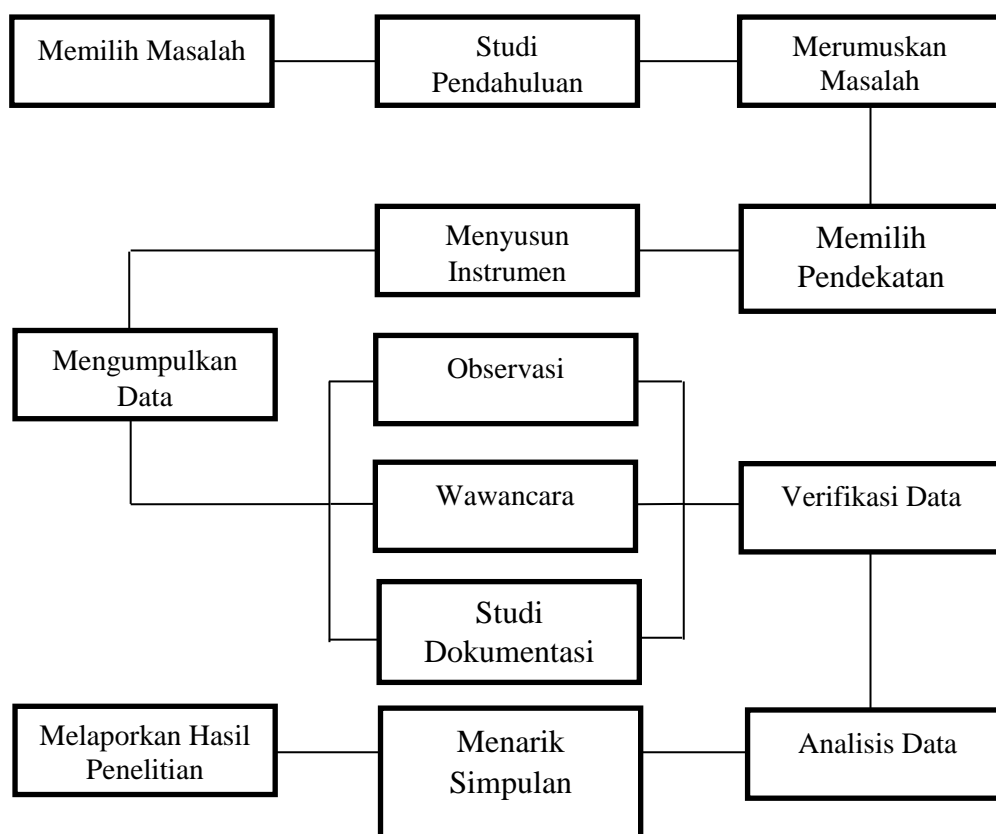 Memilih Masalah
Studi
Pendahuluan
Merumuskan
Masalah
Menyusun
Instrumen
Memilih
Pendekatan
Mengumpulkan
Data
Observasi
Wawancara
Studi
Dokumentasi
Verifikasi Data
Melaporkan Hasil
Penelitian
Menarik
Simpulan
Analisis Data